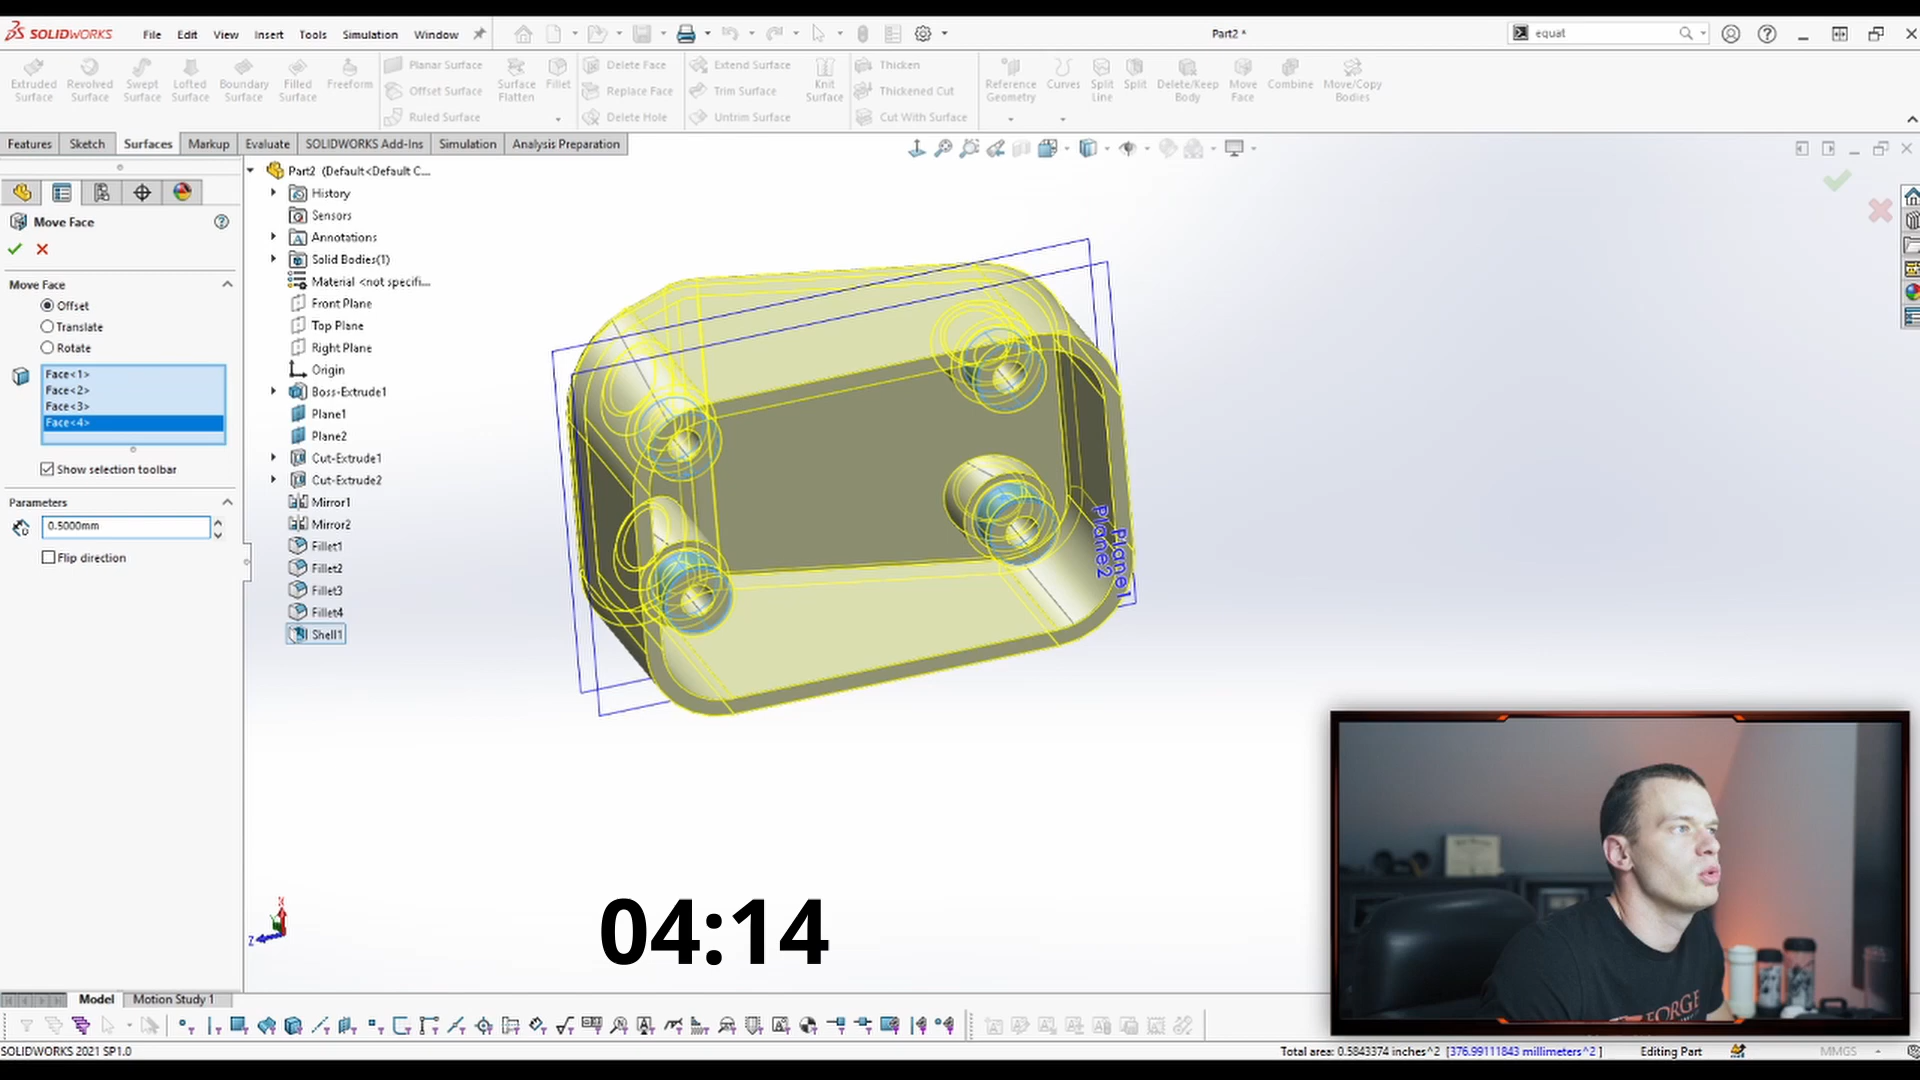 SOLIDWORKS File Edit View Insert Tools Simulation Window Part2 * equat
Extruded Surface
Revolved Surface
Swept Surface
Lofted Surface
Boundary Surface
Filled Surface
Freeform
Planar Surface
Offset Surface
Ruled Surface
Surface Flatten
Fillet
Delete Face
Replace Face
Delete Hole
Extend Surface
Trim Surface
Untrim Surface
Knit Surface
Thicken
Thickened Cut
Cut With Surface
Reference Geometry
Curves
Split Line
Split
Delete/Keep Body
Move Face
Combine
Move/Copy Bodies
Features Sketch Surfaces Markup Evaluate SOLIDWORKS Add-Ins Simulation Analysis Preparation
Move Face
Move Face
Offset
Translate
Rotate
Face<1>
Face<2>
Face<3>
Face<4>
Show selection toolbar
Parameters
0.5000mm
Flip direction
Part2 (Default<Default C...
History
Sensors
Annotations
Solid Bodies(1)
Material <not specifi...
Front Plane
Top Plane
Right Plane
Origin
Boss-Extrude1
Plane1
Plane2
Cut-Extrude1
Cut-Extrude2
Mirror1
Mirror2
Fillet1
Fillet2
Fillet3
Fillet4
Shell1
Plane1
Plane2
X
Z
04:14
ORGE
Model Motion Study 1
SOLIDWORKS 2021 SP1.0 Total area: 0.5843374 inches^2 [376.99111843 millimeters^2 ] Editing Part MMGS